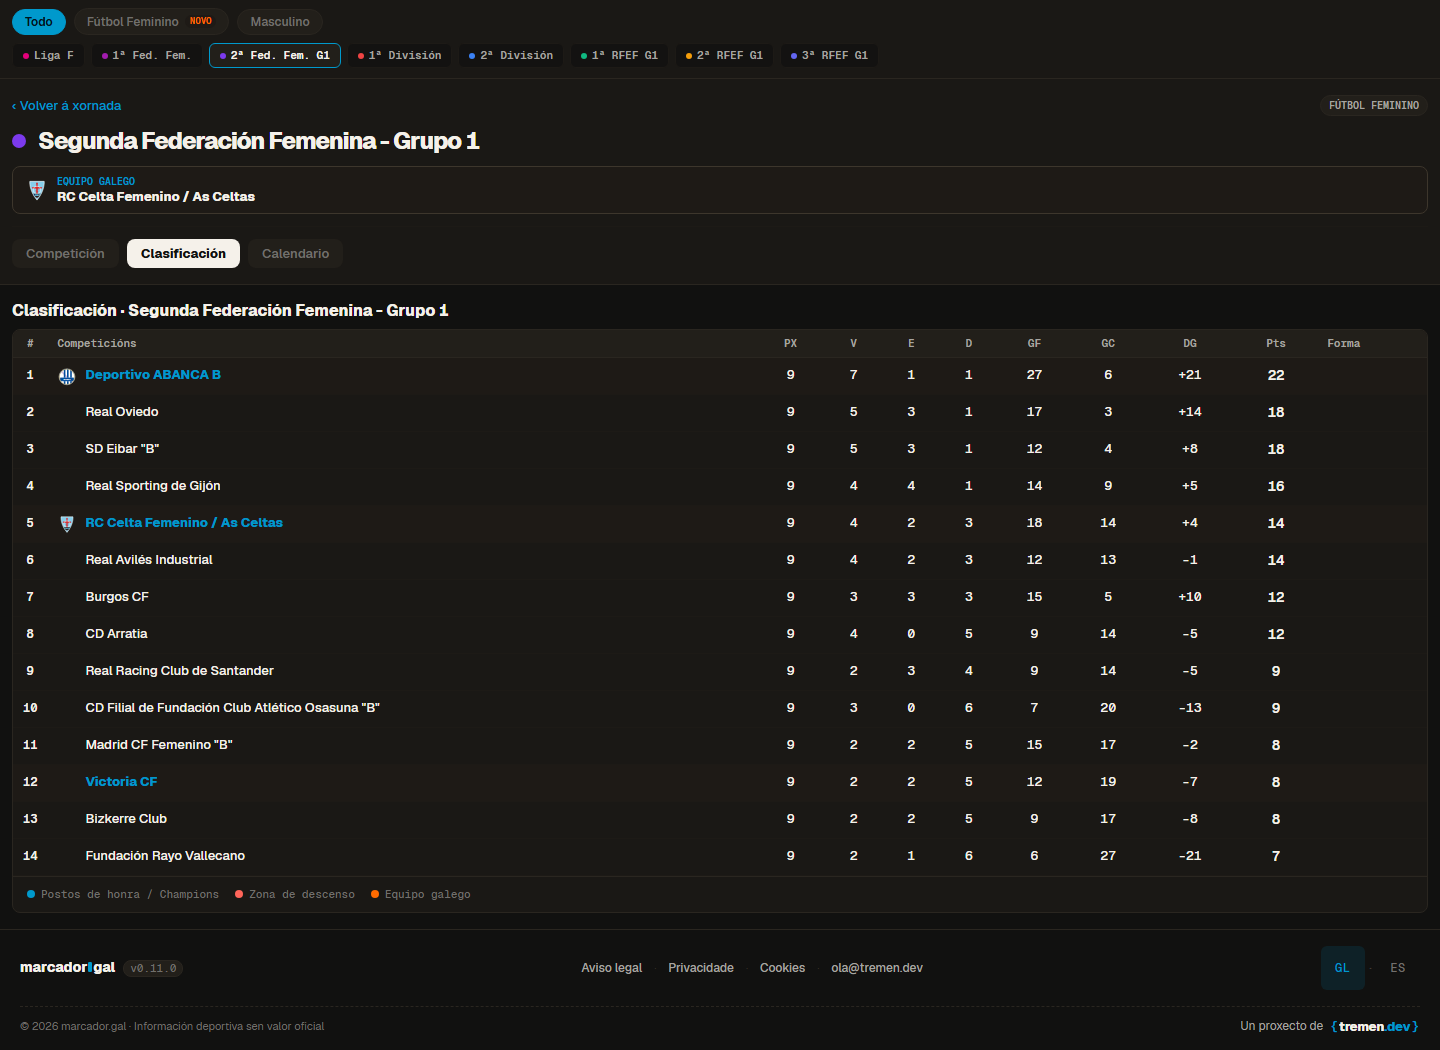 Todo Fútbol Feminino NOVO Masculino
Liga F 1ª Fed. Fem. 2ª Fed. Fem. G1 1ª División 2ª División 1ª RFEF G1 2ª RFEF G1 3ª RFEF G1
‹ Volver á xornada FÚTBOL FEMININO
Segunda Federación Femenina - Grupo 1
EQUIPO GALEGO
RC Celta Femenino / As Celtas
Competición Clasificación Calendario
Clasificación · Segunda Federación Femenina - Grupo 1
# Competicións PX V E D GF GC DG Pts Forma
1 Deportivo ABANCA B 9 7 1 1 27 6 +21 22
2 Real Oviedo 9 5 3 1 17 3 +14 18
3 SD Eibar "B" 9 5 3 1 12 4 +8 18
4 Real Sporting de Gijón 9 4 4 1 14 9 +5 16
5 RC Celta Femenino / As Celtas 9 4 2 3 18 14 +4 14
6 Real Avilés Industrial 9 4 2 3 12 13 -1 14
7 Burgos CF 9 3 3 3 15 5 +10 12
8 CD Arratia 9 4 0 5 9 14 -5 12
9 Real Racing Club de Santander 9 2 3 4 9 14 -5 9
10 CD Filial de Fundación Club Atlético Osasuna "B" 9 3 0 6 7 20 -13 9
11 Madrid CF Femenino "B" 9 2 2 5 15 17 -2 8
12 Victoria CF 9 2 2 5 12 19 -7 8
13 Bizkerre Club 9 2 2 5 9 17 -8 8
14 Fundación Rayo Vallecano 9 2 1 6 6 27 -21 7
Postos de honra / Champions Zona de descenso Equipo galego
marcador gal v0.11.0 Aviso legal · Privacidade · Cookies · ola@tremen.dev GL · ES
© 2026 marcador.gal · Información deportiva sen valor oficial Un proxecto de {tremen.dev}